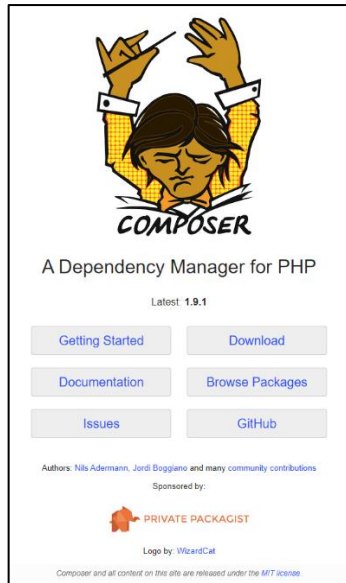 COMPOSER
A Dependency Manager for PHP
Latest: 1.9.1
Getting Started
Download
Documentation
Browse Packages
Issues
GitHub
Authors: Nils Adermann, Jordi Boggiano and many community contributions
Sponsored by:
PRIVATE PACKAGIST
Logo by: WizardCat
Composer and all content on this site are released under the MIT license